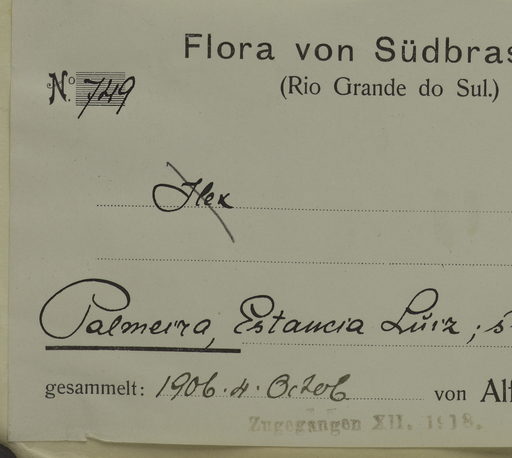 Flora von Südbras
(Rio Grande do Sul.)
No. 749
Ilex
Palmeira, Estancia Luiz; s
gesammelt: 1906. 4. Octob von Alf
Zugegangen XII. 1918.